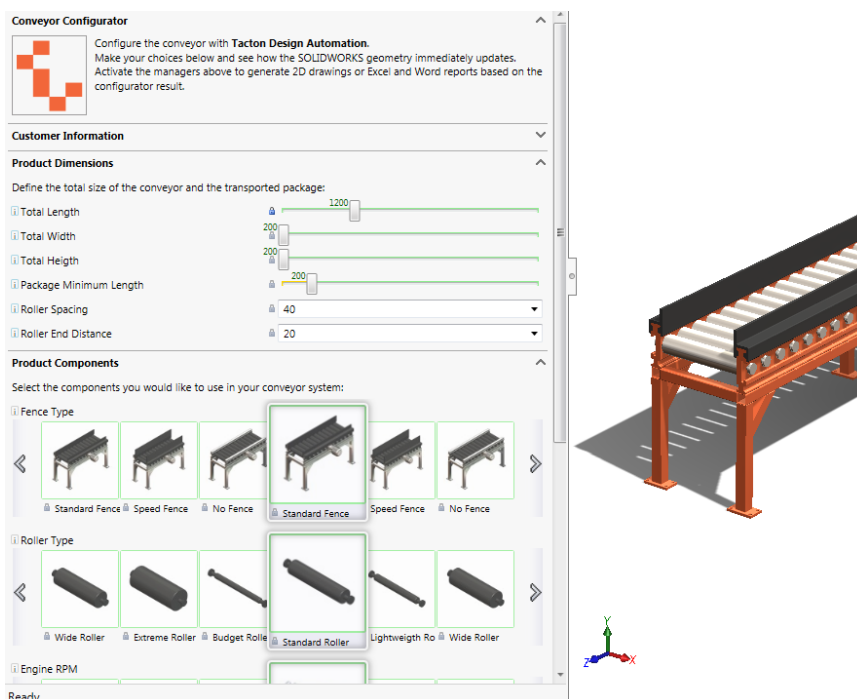 Conveyor Configurator
Configure the conveyor with Tacton Design Automation.
Make your choices below and see how the SOLIDWORKS geometry immediately updates.
Activate the managers above to generate 2D drawings or Excel and Word reports based on the
configurator result.
Customer Information
Product Dimensions
Define the total size of the conveyor and the transported package:
Total Length 1200
Total Width 200
Total Heigth 200
Package Minimum Length 200
Roller Spacing 40
Roller End Distance 20
Product Components
Select the components you would like to use in your conveyor system:
Fence Type
Standard Fence Speed Fence No Fence Standard Fence Speed Fence No Fence
Roller Type
Wide Roller Extreme Roller Budget Rolle Standard Roller Lightweigth Ro Wide Roller
Engine RPM
Ready
Y
Z X